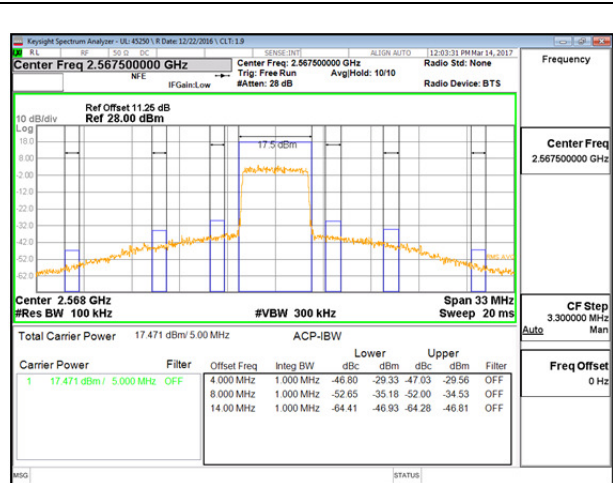 Keysight Spectrum Analyzer - UL: 45250 \ R Date: 12/22/2016 \ CLT: 1.9
RL RF 50 Ω DC SENSE:INT ALIGN AUTO 12:03:31 PM Mar 14, 2017
Center Freq 2.567500000 GHz
NFE
IFGain:Low
Center Freq: 2.567500000 GHz
Trig: Free Run Avg|Hold: 10/10
#Atten: 28 dB
Radio Std: None
Radio Device: BTS
Frequency
Ref Offset 11.25 dB
10 dB/div Ref 28.00 dBm
Log
18.0
8.00
-2.00
-12.0
-22.0
-32.0
-42.0
-52.0
-62.0
17.5 dBm
RMS AVG
Center 2.568 GHz Span 33 MHz
#Res BW 100 kHz #VBW 300 kHz Sweep 20 ms
Center Freq
2.567500000 GHz
CF Step
3.300000 MHz
Auto Man
Freq Offset
0 Hz
Total Carrier Power 17.471 dBm/ 5.00 MHz ACP-IBW
Lower Upper
Carrier Power Filter Offset Freq Integ BW dBc dBm dBc dBm Filter
1 17.471 dBm / 5.000 MHz OFF 4.000 MHz 1.000 MHz -46.80 -29.33 -47.03 -29.56 OFF
8.000 MHz 1.000 MHz -52.65 -35.18 -52.00 -34.53 OFF
14.00 MHz 1.000 MHz -64.41 -46.93 -64.28 -46.81 OFF
MSG STATUS